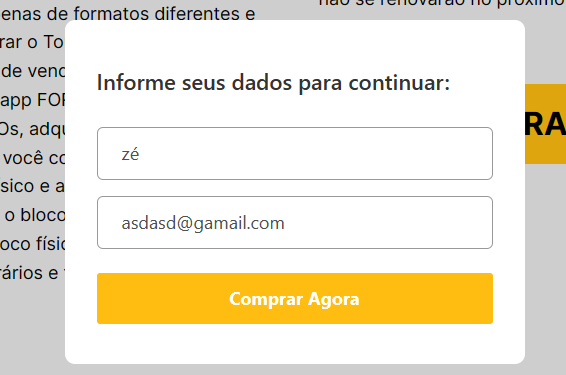 enas de formatos diferentes e
não se renovarão no próximo
rar o To
de vend
app FOR
RA
Os, adqu
você co
sico e a
o bloco
oco físic
rários e
Informe seus dados para continuar:
zé
asdasd@gamail.com
Comprar Agora